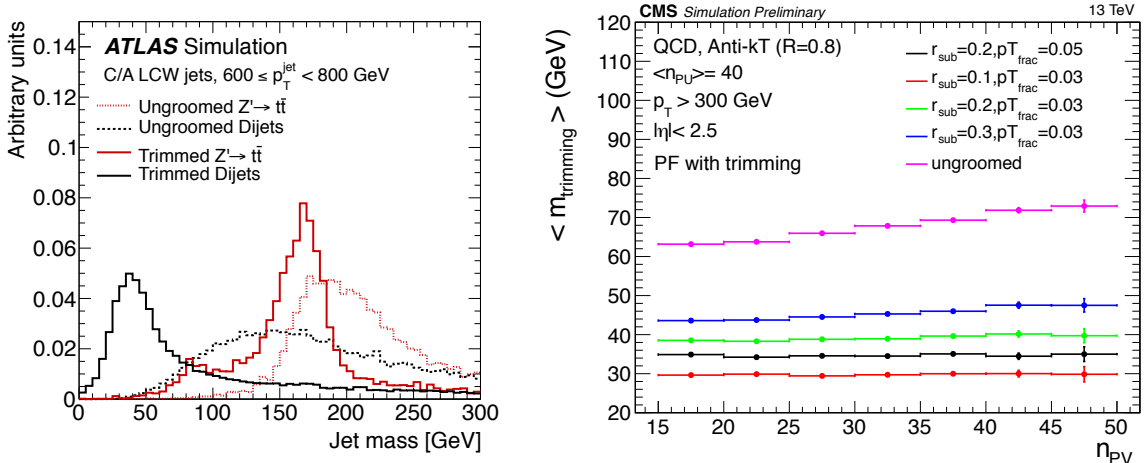 ATLAS Simulation
C/A LCW jets, 600 ≤ p_T^jet < 800 GeV
Ungroomed Z'→ tt̄
Ungroomed Dijets
Trimmed Z'→ tt̄
Trimmed Dijets
Arbitrary units
0.14
0.12
0.1
0.08
0.06
0.04
0.02
0
0 50 100 150 200 250 300
Jet mass [GeV]
CMS Simulation Preliminary 13 TeV
QCD, Anti-kT (R=0.8)
<n_PU>= 40
p_T > 300 GeV
|η|< 2.5
PF with trimming
r_sub=0.2,pT_frac=0.05
r_sub=0.1,pT_frac=0.03
r_sub=0.2,pT_frac=0.03
r_sub=0.3,pT_frac=0.03
ungroomed
< m_trimming > (GeV)
120
110
100
90
80
70
60
50
40
30
20
15 20 25 30 35 40 45 50
n_PV